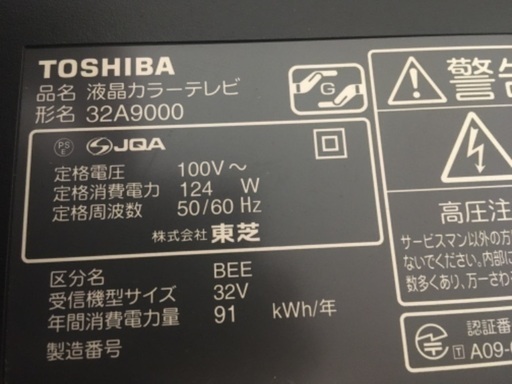 TOSHIBA
品名 液晶カラーテレビ
形名 32A9000
G
PS
E
JQA
定格電圧 100V～
定格消費電力 124 W
定格周波数 50/60 Hz
株式会社 東芝
区分名 BEE
受信機型サイズ 32V
年間消費電力量 91 kWh/年
製造番号
警告
高圧注
サービスマン以外の方
ないでください。内部に
数多くあり、万一さわ
認証番
T A09-